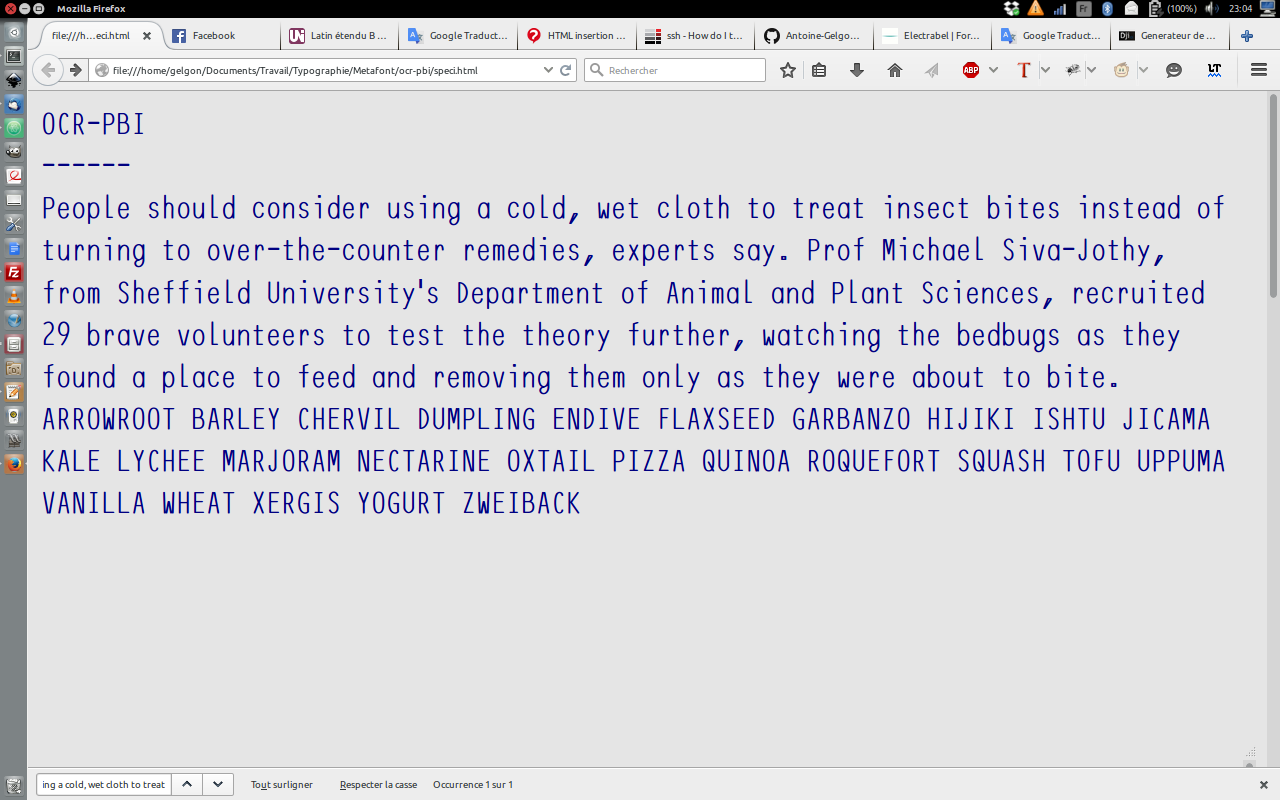 Mozilla Firefox
Fr
(100%)
23:04
file:///h...eci.html
Facebook
Latin étendu B ...
Google Traduct...
HTML insertion ...
ssh - How do I t...
Antoine-Gelgo...
Electrabel | For...
Google Traduct...
Generateur de ...
file:///home/gelgon/Documents/Travail/Typographie/Metafont/ocr-pbi/speci.html
Rechercher
ABP
T
LT
OCR-PBI
------
People should consider using a cold, wet cloth to treat insect bites instead of
turning to over-the-counter remedies, experts say. Prof Michael Siva-Jothy,
from Sheffield University's Department of Animal and Plant Sciences, recruited
29 brave volunteers to test the theory further, watching the bedbugs as they
found a place to feed and removing them only as they were about to bite.
ARROWROOT BARLEY CHERVIL DUMPLING ENDIVE FLAXSEED GARBANZO HIJIKI ISHTU JICAMA
KALE LYCHEE MARJORAM NECTARINE OXTAIL PIZZA QUINOA ROQUEFORT SQUASH TOFU UPPUMA
VANILLA WHEAT XERGIS YOGURT ZWEIBACK
ing a cold, wet cloth to treat
Tout surligner
Respecter la casse
Occurrence 1 sur 1